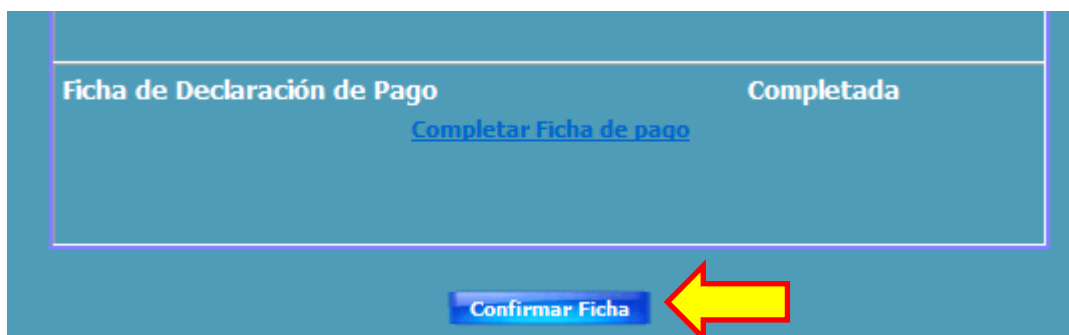 Ficha de Declaración de Pago Completada
Completar Ficha de pago
Confirmar Ficha